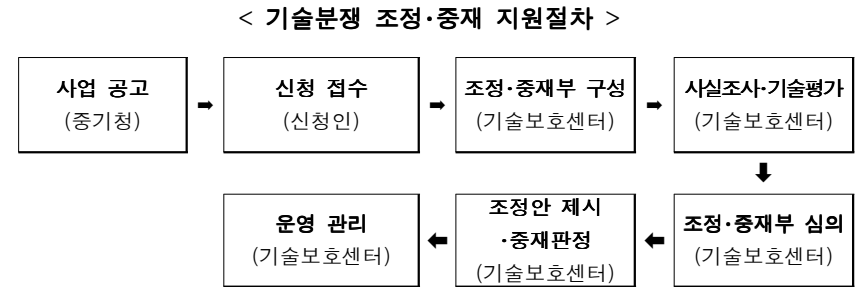 < 기술분쟁 조정·중재 지원절차 >
사업 공고
(중기청)
신청 접수
(신청인)
조정·중재부 구성
(기술보호센터)
사실조사·기술평가
(기술보호센터)
조정·중재부 심의
(기술보호센터)
조정안 제시
·중재판정
(기술보호센터)
운영 관리
(기술보호센터)